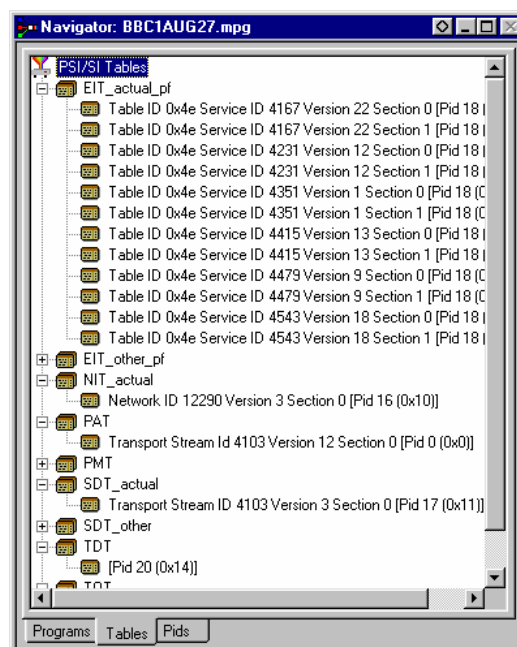 Navigator: BBC1AUG27.mpg
PSI/SI Tables
EIT_actual_pf
Table ID 0x4e Service ID 4167 Version 22 Section 0 [Pid 18 (
Table ID 0x4e Service ID 4167 Version 22 Section 1 [Pid 18 (
Table ID 0x4e Service ID 4231 Version 12 Section 0 [Pid 18 (
Table ID 0x4e Service ID 4231 Version 12 Section 1 [Pid 18 (
Table ID 0x4e Service ID 4351 Version 1 Section 0 [Pid 18 (0
Table ID 0x4e Service ID 4351 Version 1 Section 1 [Pid 18 (0
Table ID 0x4e Service ID 4415 Version 13 Section 0 [Pid 18 (
Table ID 0x4e Service ID 4415 Version 13 Section 1 [Pid 18 (
Table ID 0x4e Service ID 4479 Version 9 Section 0 [Pid 18 (0
Table ID 0x4e Service ID 4479 Version 9 Section 1 [Pid 18 (0
Table ID 0x4e Service ID 4543 Version 18 Section 0 [Pid 18 (
Table ID 0x4e Service ID 4543 Version 18 Section 1 [Pid 18 (
EIT_other_pf
NIT_actual
Network ID 12290 Version 3 Section 0 [Pid 16 (0x10)]
PAT
Transport Stream Id 4103 Version 12 Section 0 [Pid 0 (0x0)]
PMT
SDT_actual
Transport Stream ID 4103 Version 3 Section 0 [Pid 17 (0x11)]
SDT_other
TDT
[Pid 20 (0x14)]
TOT
Programs Tables Pids